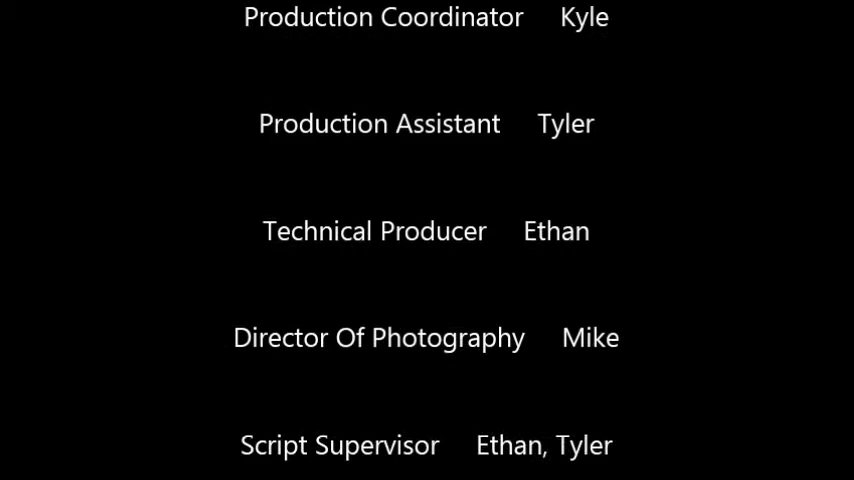 Production Coordinator Kyle
Production Assistant Tyler
Technical Producer Ethan
Director Of Photography Mike
Script Supervisor Ethan, Tyler